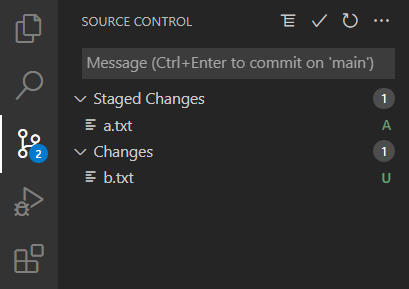 SOURCE CONTROL
Message (Ctrl+Enter to commit on 'main')
Staged Changes 1
a.txt A
2
Changes 1
b.txt U